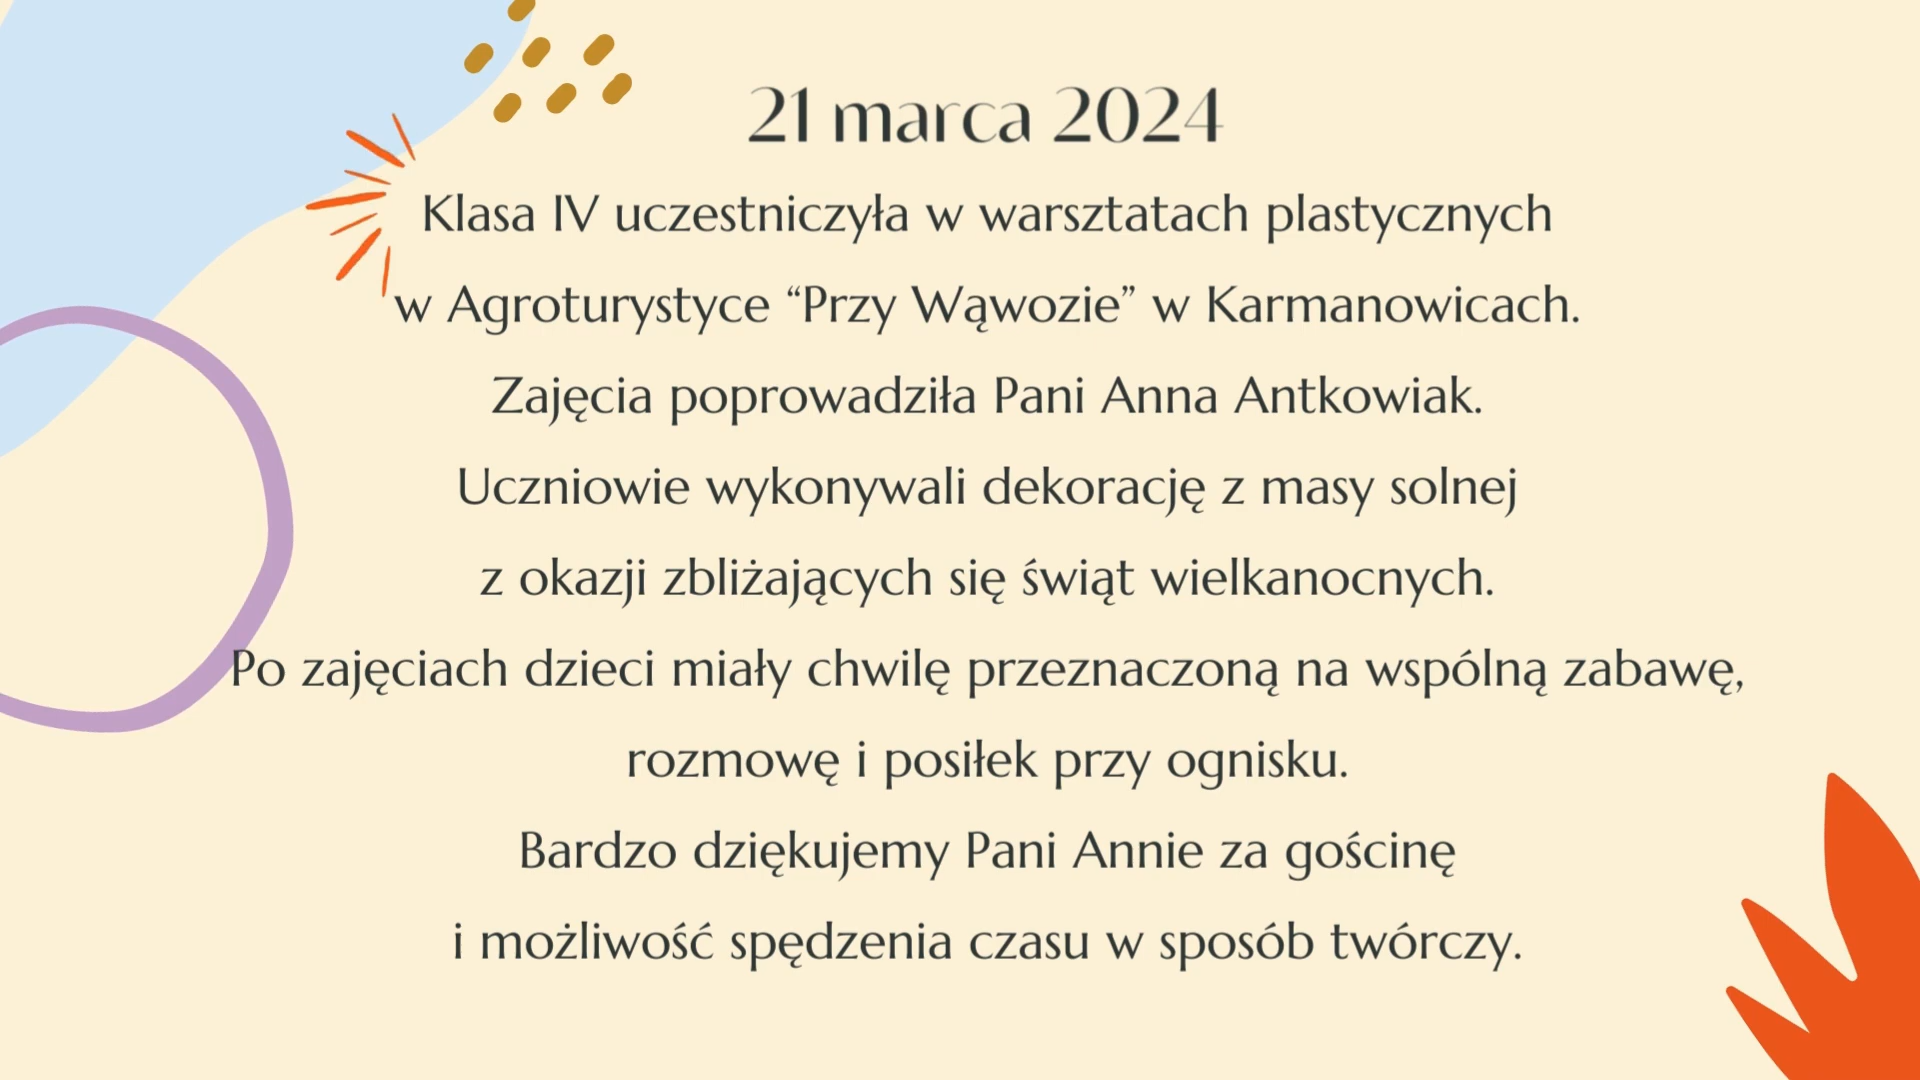 21 marca 2024
Klasa IV uczestniczyła w warsztatach plastycznych
w Agroturystyce “Przy Wąwozie” w Karmanowicach.
Zajęcia poprowadziła Pani Anna Antkowiak.
Uczniowie wykonywali dekorację z masy solnej
z okazji zbliżających się świąt wielkanocnych.
Po zajęciach dzieci miały chwilę przeznaczoną na wspólną zabawę,
rozmowę i posiłek przy ognisku.
Bardzo dziękujemy Pani Annie za gościnę
i możliwość spędzenia czasu w sposób twórczy.